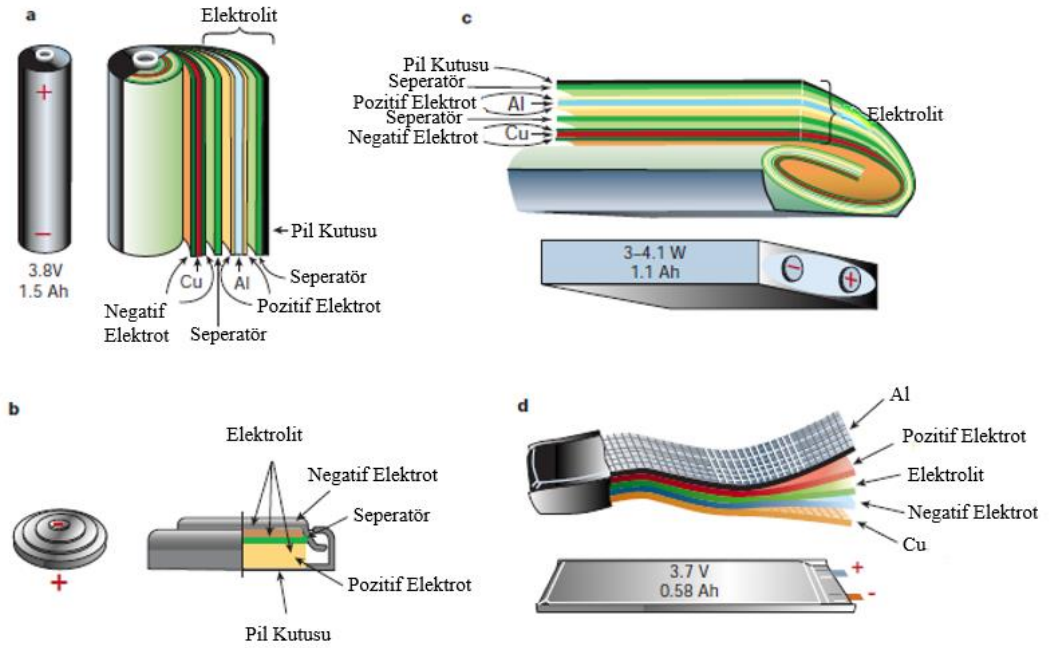 a
Elektrolit
+
−
3.8V
1.5 Ah
Pil Kutusu
Cu
Al
Seperatör
Negatif
Elektrot
Pozitif Elektrot
Seperatör
c
Pil Kutusu
Seperatör
Pozitif Elektrot
Al
Seperatör
Negatif Elektrot
Cu
Elektrolit
3–4.1 W
1.1 Ah
−
+
b
Elektrolit
Negatif Elektrot
Seperatör
Pozitif Elektrot
Pil Kutusu
-
+
d
Al
Pozitif Elektrot
Elektrolit
Negatif Elektrot
Cu
3.7 V
0.58 Ah
+
-